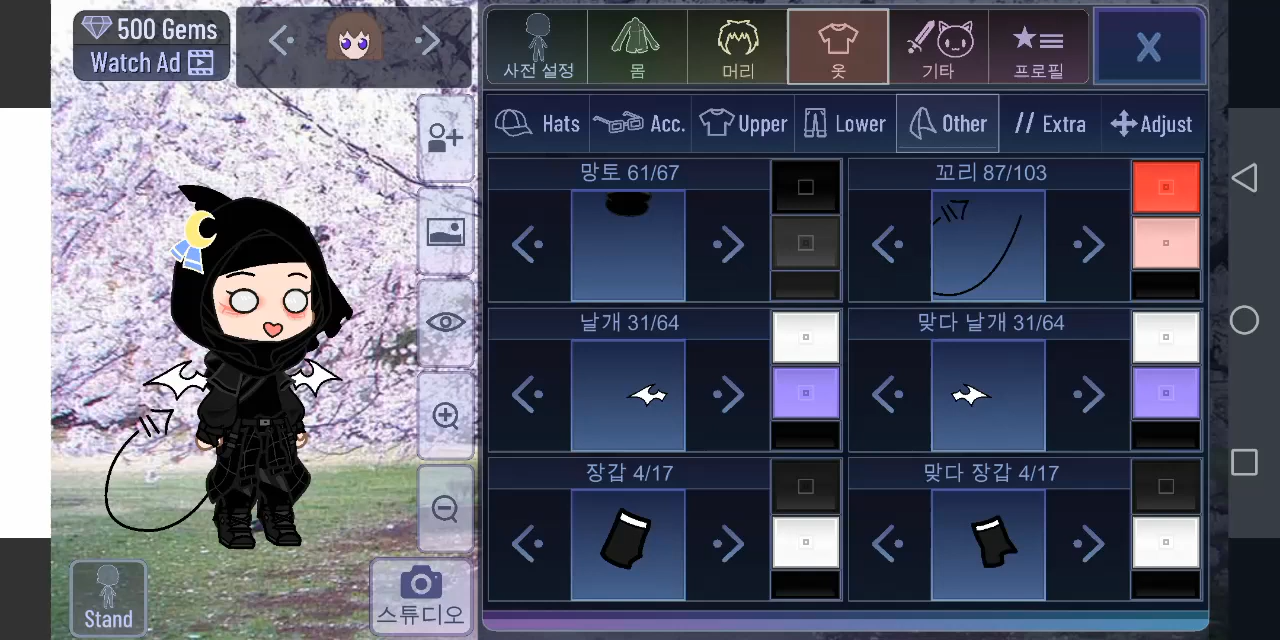 500 Gems
Watch Ad
사전 설정
몸
머리
옷
기타
프로필
X
Hats
Acc.
Upper
Lower
Other
Extra
Adjust
망토 61/67
꼬리 87/103
날개 31/64
맞다 날개 31/64
장갑 4/17
맞다 장갑 4/17
Stand
스튜디오